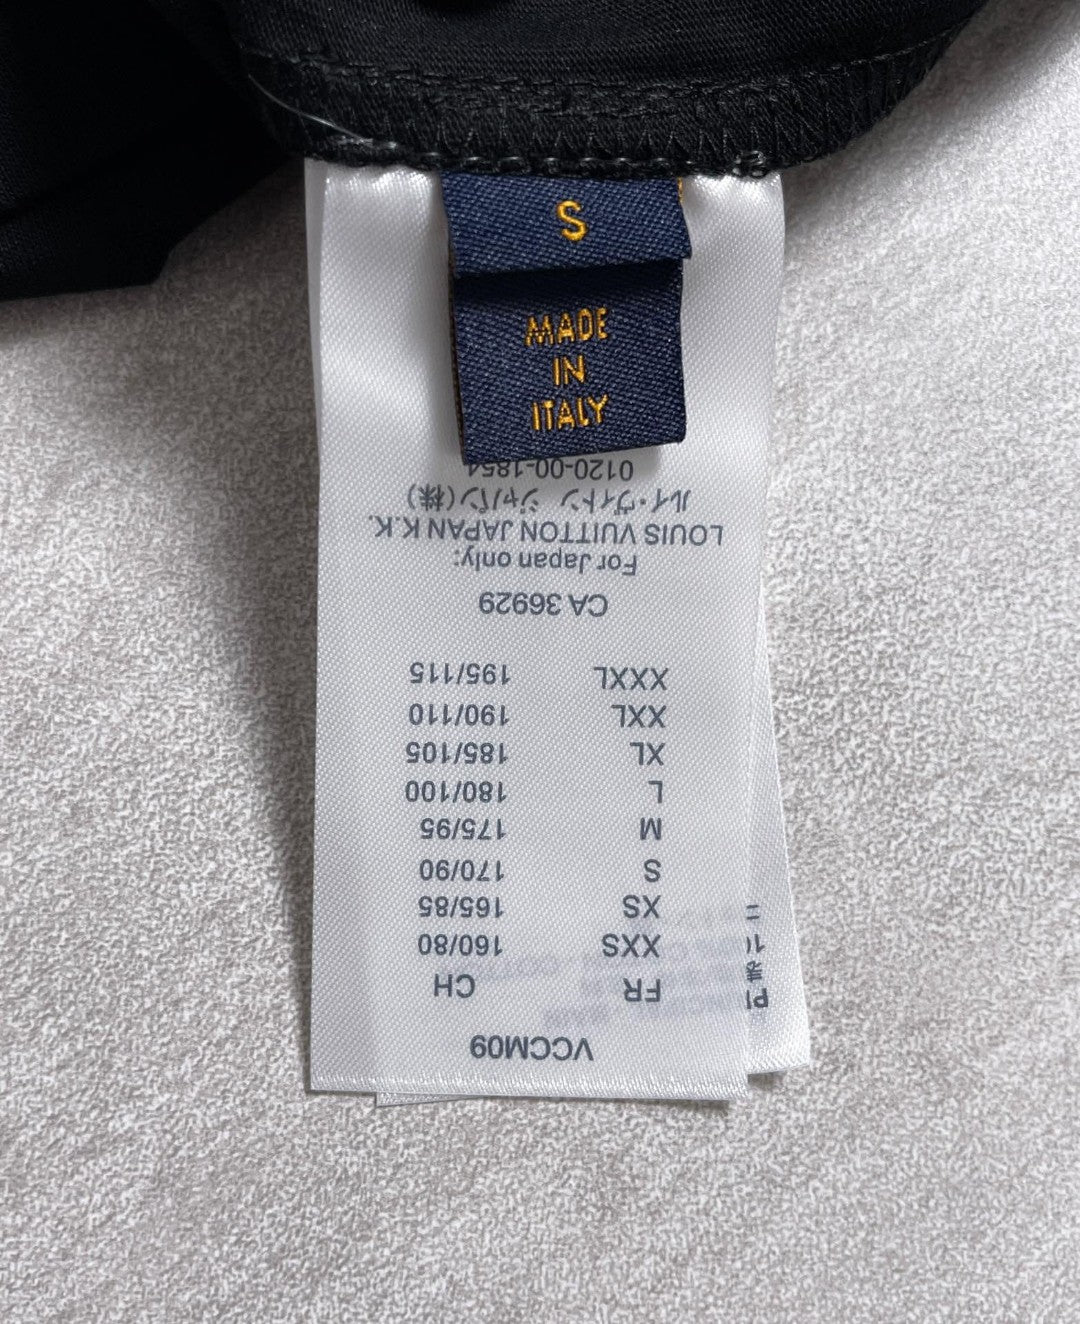 S
MADE
IN
ITALY
VCCM09
FR CH
XXS 160/80
XS 165/85
S 170/90
M 175/95
L 180/100
XL 185/105
XXL 190/110
XXXL 195/115
CA 36929
For Japan only:
LOUIS VUITTON JAPAN K.K.
ルイ・ヴィトン ジャパン(株)
0120-00-1854